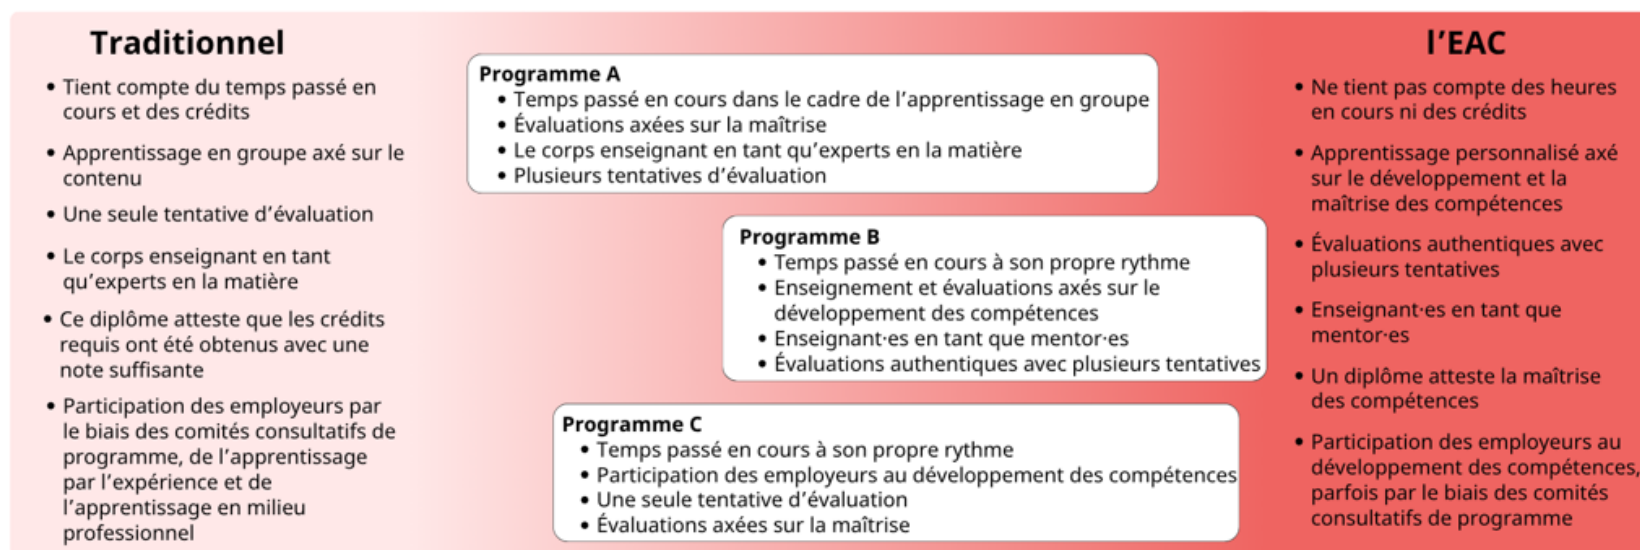 Traditionnel
• Tient compte du temps passé en
cours et des crédits
• Apprentissage en groupe axé sur le
contenu
• Une seule tentative d’évaluation
• Le corps enseignant en tant
qu’experts en la matière
• Ce diplôme atteste que les crédits
requis ont été obtenus avec une
note suffisante
• Participation des employeurs par
le biais des comités consultatifs de
programme, de l’apprentissage
par l’expérience et de
l’apprentissage en milieu
professionnel
Programme A
• Temps passé en cours dans le cadre de l’apprentissage en groupe
• Évaluations axées sur la maîtrise
• Le corps enseignant en tant qu’experts en la matière
• Plusieurs tentatives d’évaluation
Programme B
• Temps passé en cours à son propre rythme
• Enseignement et évaluations axés sur le
développement des compétences
• Enseignant·es en tant que mentor·es
• Évaluations authentiques avec plusieurs tentatives
Programme C
• Temps passé en cours à son propre rythme
• Participation des employeurs au développement des compétences
• Une seule tentative d’évaluation
• Évaluations axées sur la maîtrise
l’EAC
• Ne tient pas compte des heures
en cours ni des crédits
• Apprentissage personnalisé axé
sur le développement et la
maîtrise des compétences
• Évaluations authentiques avec
plusieurs tentatives
• Enseignant·es en tant que
mentor·es
• Un diplôme atteste la maîtrise
des compétences
• Participation des employeurs au
développement des compétences,
parfois par le biais des comités
consultatifs de programme